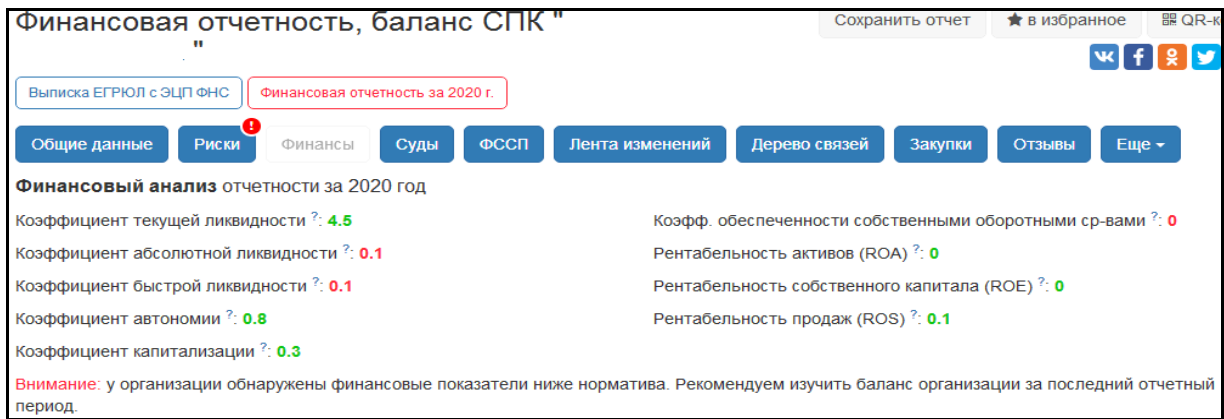 Финансовая отчетность, баланс СПК "
"
Сохранить отчет ★ в избранное QR-к
Выписка ЕГРЮЛ с ЭЦП ФНС Финансовая отчетность за 2020 г.
Общие данные Риски ! Финансы Суды ФССП Лента изменений Дерево связей Закупки Отзывы Еще
Финансовый анализ отчетности за 2020 год
Коэффициент текущей ликвидности ?: 4.5
Коэффициент абсолютной ликвидности ?: 0.1
Коэффициент быстрой ликвидности ?: 0.1
Коэффициент автономии ?: 0.8
Коэффициент капитализации ?: 0.3
Коэфф. обеспеченности собственными оборотными ср-вами ?: 0
Рентабельность активов (ROA) ?: 0
Рентабельность собственного капитала (ROE) ?: 0
Рентабельность продаж (ROS) ?: 0.1
Внимание: у организации обнаружены финансовые показатели ниже норматива. Рекомендуем изучить баланс организации за последний отчетный
период.